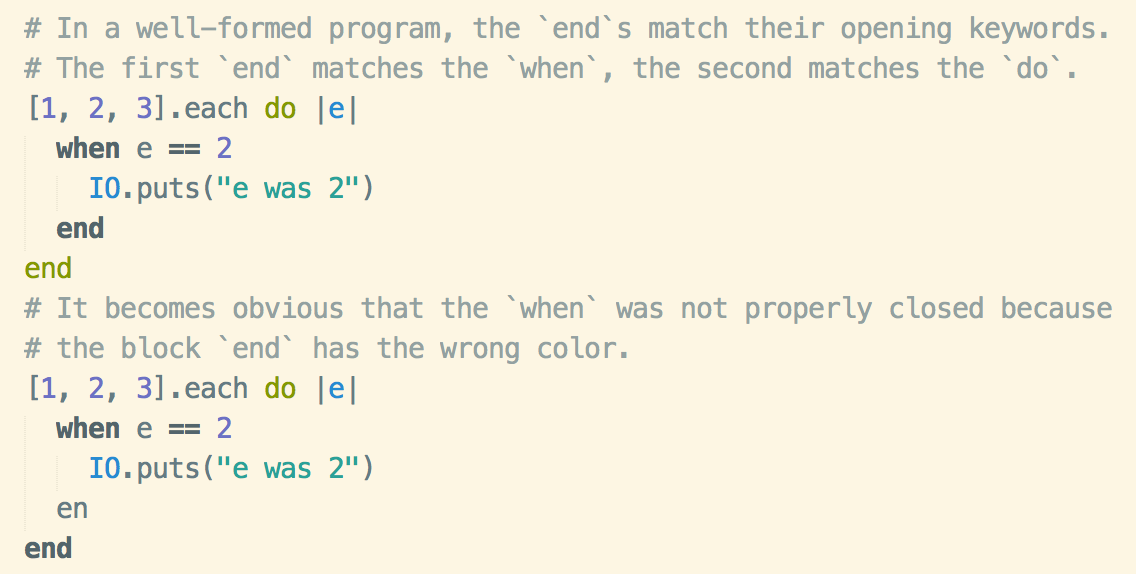 # In a well-formed program, the `end`s match their opening keywords.
# The first `end` matches the `when`, the second matches the `do`.
[1, 2, 3].each do |e|
  when e == 2
    IO.puts("e was 2")
  end
end
# It becomes obvious that the `when` was not properly closed because
# the block `end` has the wrong color.
[1, 2, 3].each do |e|
  when e == 2
    IO.puts("e was 2")
  en
end